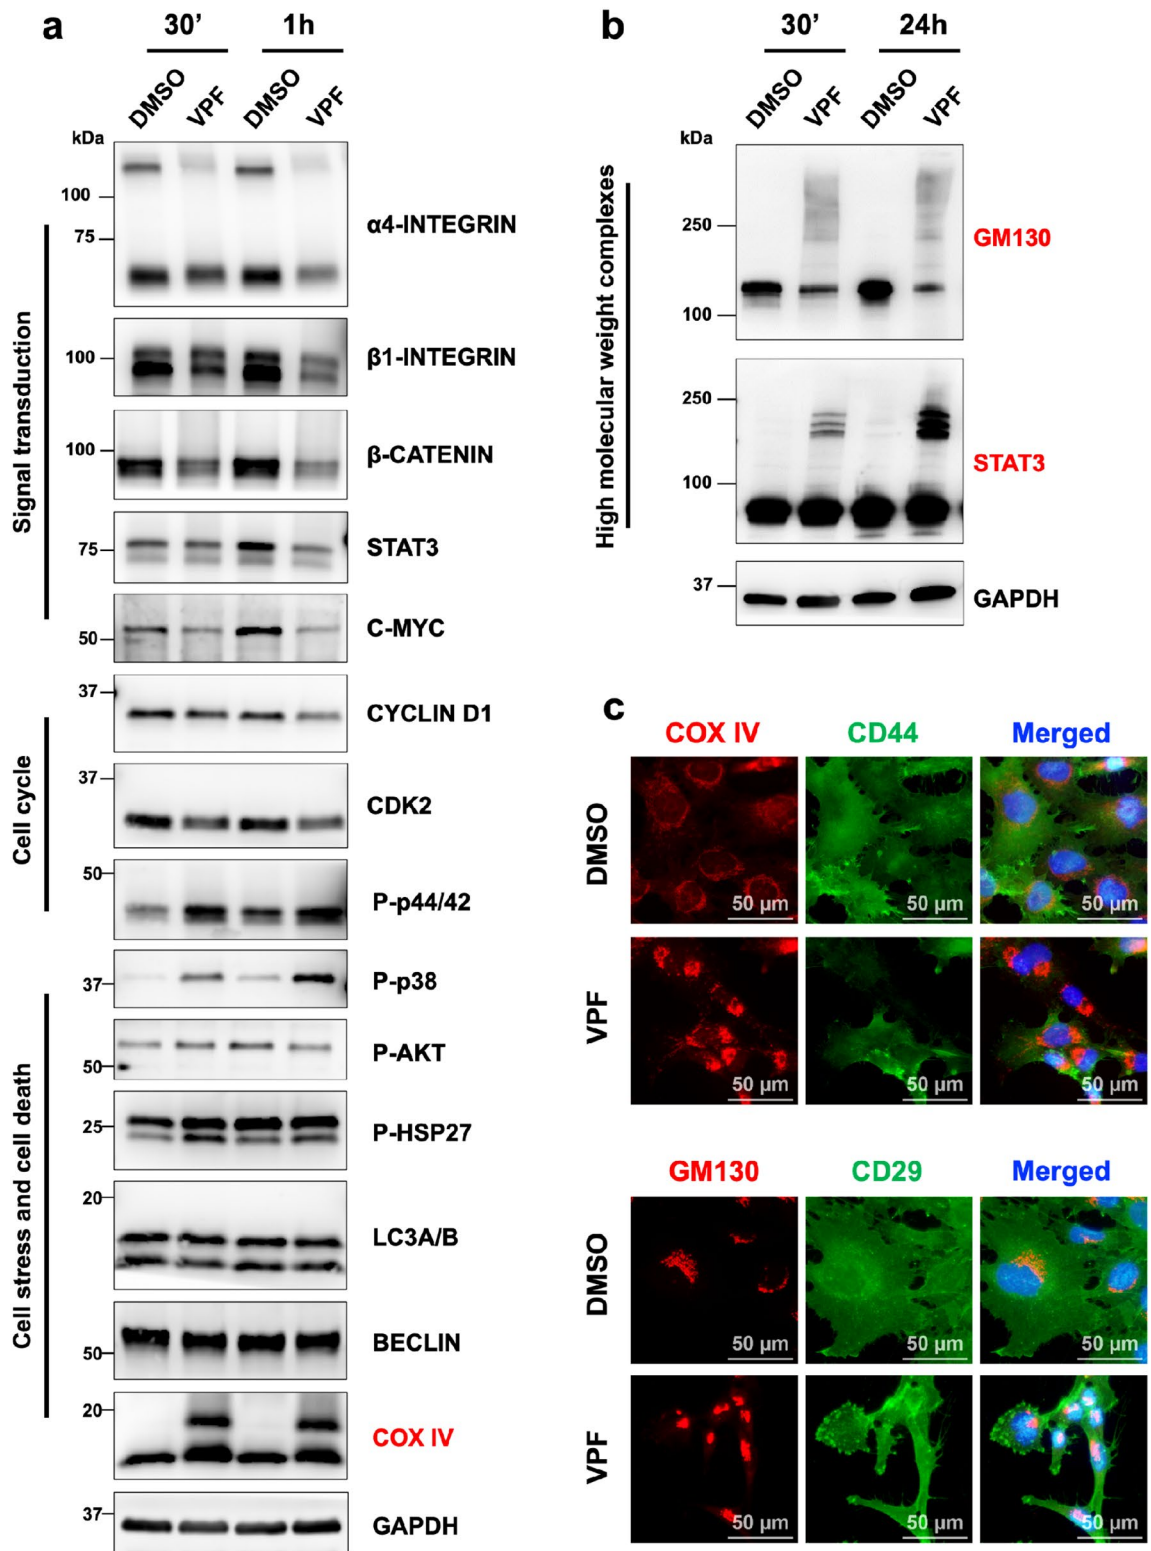 a
30’ 1h
DMSO VPF DMSO VPF
kDa
100
75
α4-INTEGRIN
100
β1-INTEGRIN
100
β-CATENIN
75
STAT3
50
C-MYC
Signal transduction
37
CYCLIN D1
37
CDK2
50
P-p44/42
Cell cycle
37
P-p38
50
P-AKT
25
P-HSP27
20
LC3A/B
50
BECLIN
20
COX IV
Cell stress and cell death
37
GAPDH
b
30’ 24h
DMSO VPF DMSO VPF
kDa
250
100
GM130
250
100
STAT3
High molecular weight complexes
37
GAPDH
c
COX IV CD44 Merged
DMSO
50 µm 50 µm 50 µm
VPF
50 µm 50 µm 50 µm
GM130 CD29 Merged
DMSO
50 µm 50 µm 50 µm
VPF
50 µm 50 µm 50 µm